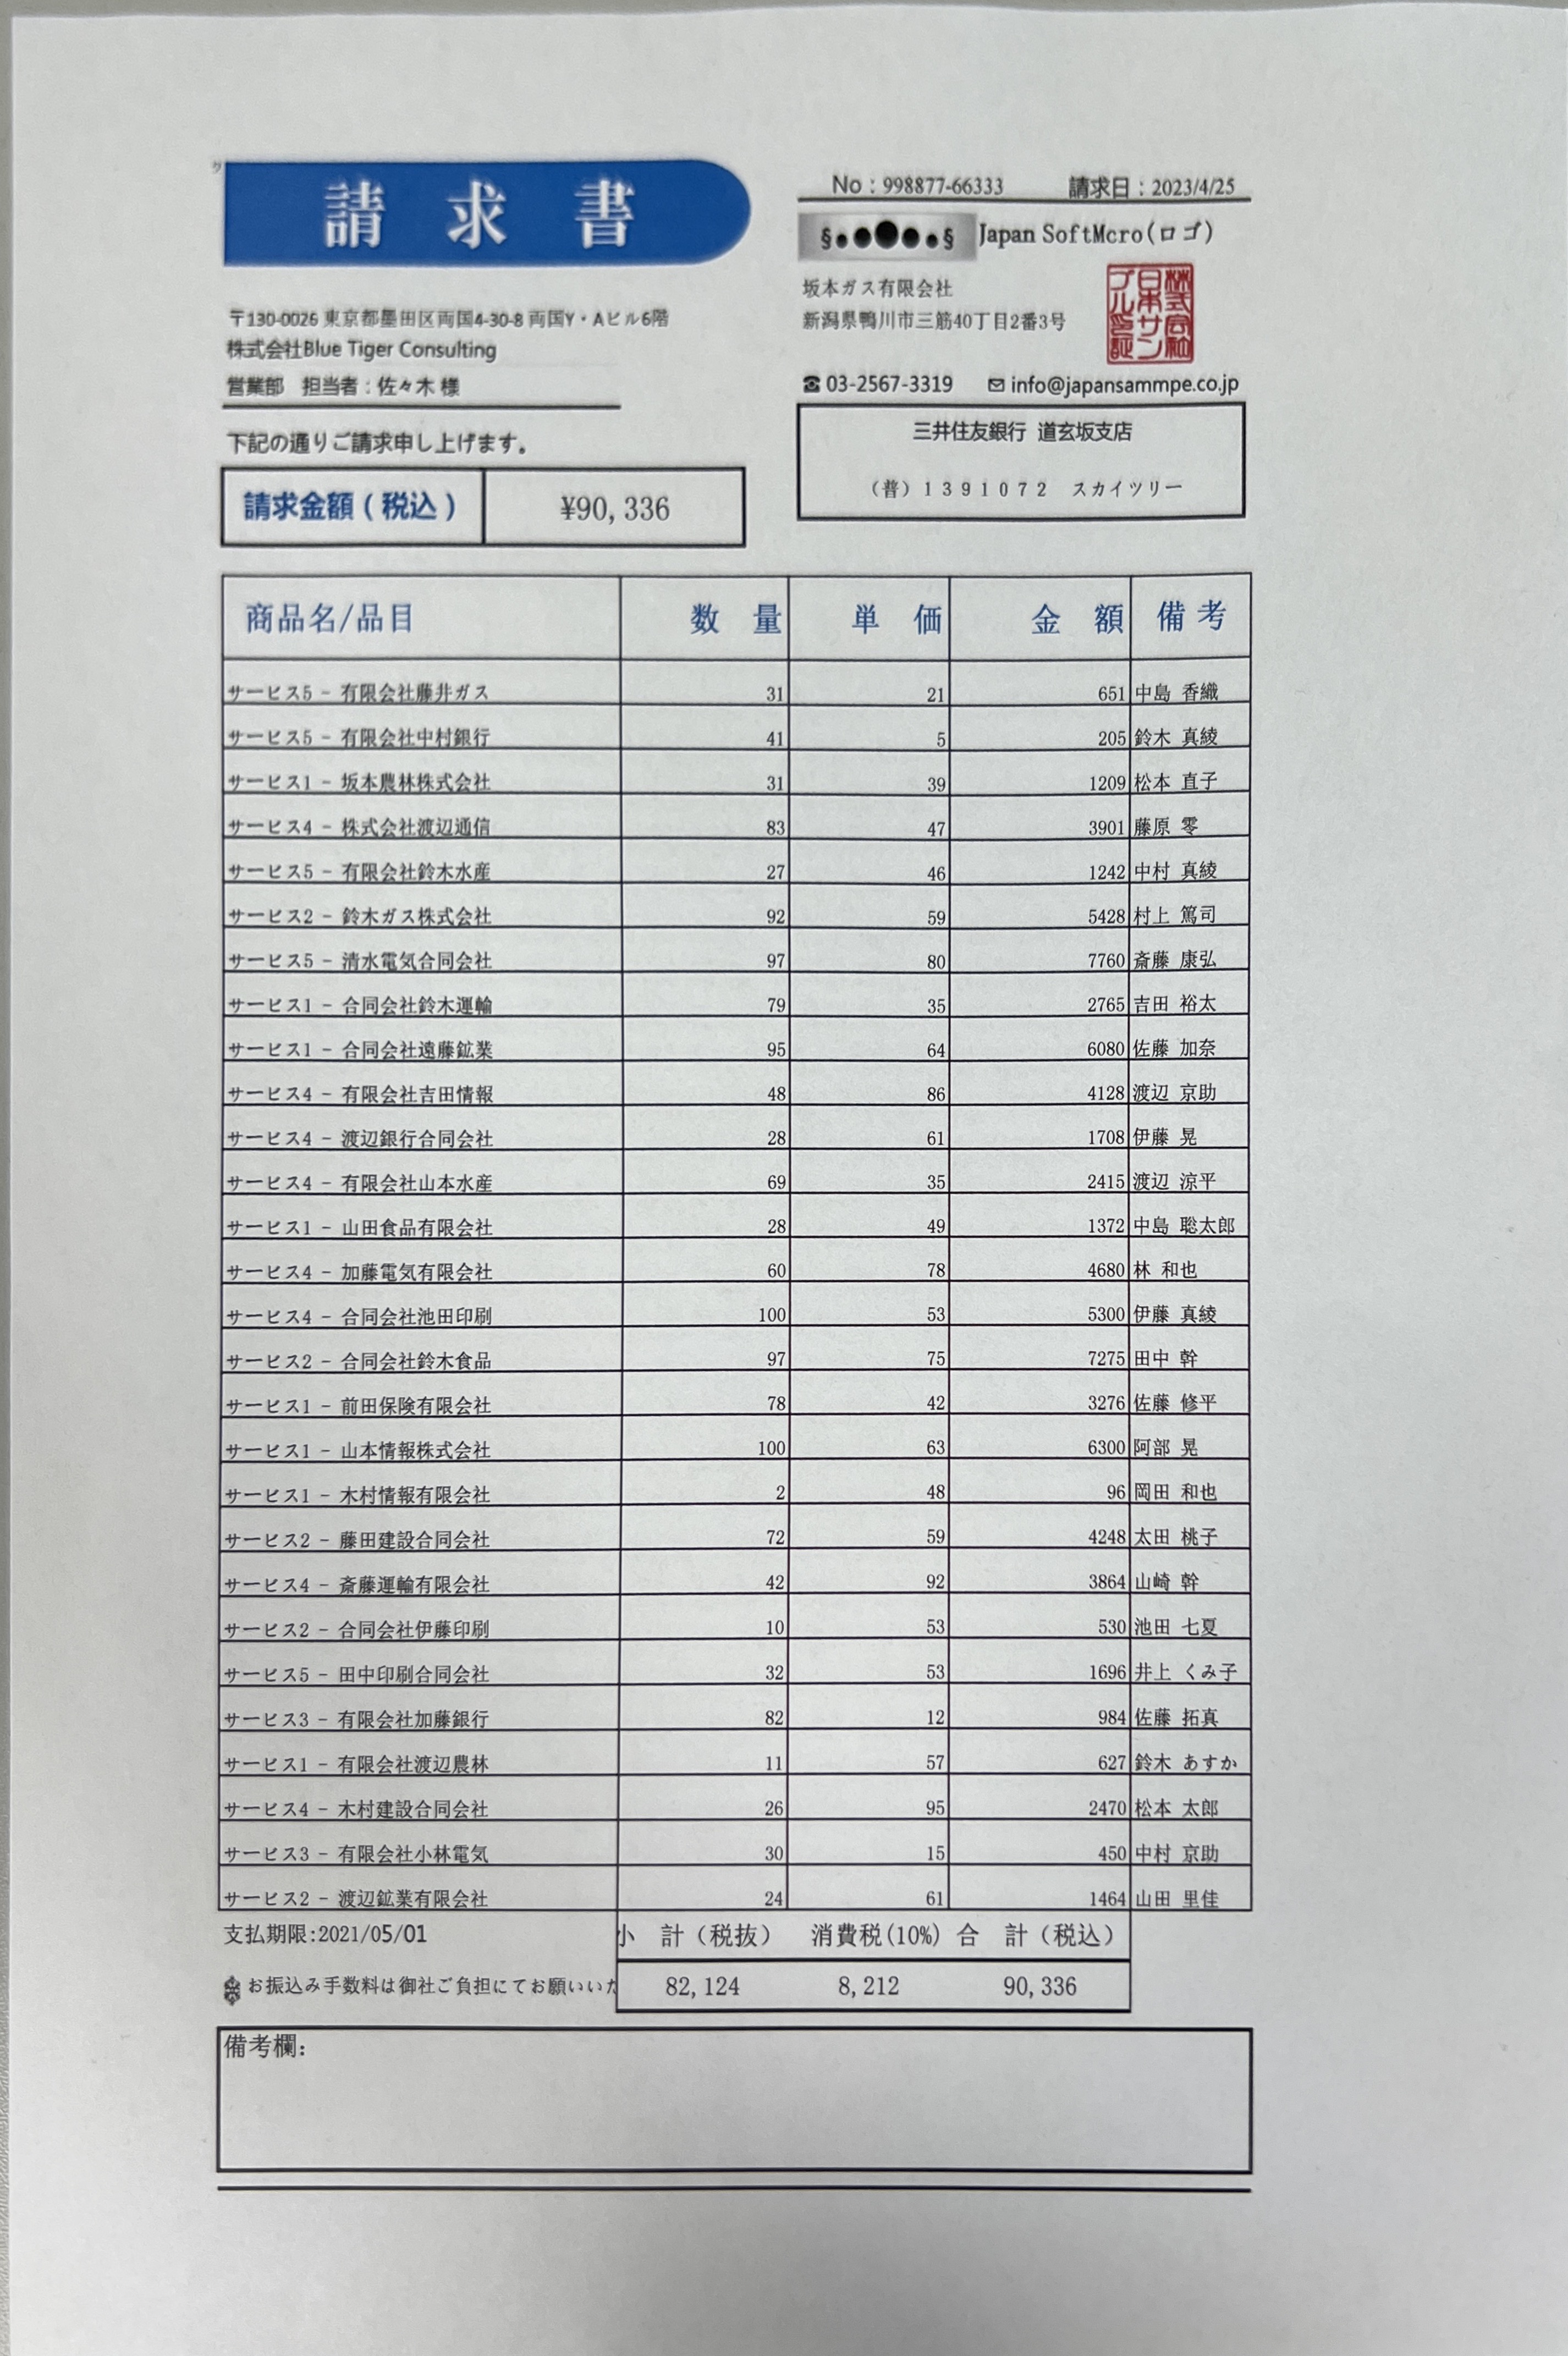 請求書
No：998877-66333 請求日：2023/4/25
Japan SoftMcro(ロゴ)
坂本ガス有限会社
新潟県鴨川市三筋40丁目2番3号
株式会社
日本サン
プル印
☎ 03-2567-3319 ✉ info@japansammpe.co.jp
〒130-0026 東京都墨田区両国4-30-8 両国Y・Aビル6階
株式会社Blue Tiger Consulting
営業部 担当者：佐々木 様
下記の通りご請求申し上げます。
三井住友銀行 道玄坂支店
（普）1391072 スカイツリー
請求金額（税込） ¥90,336
商品名/品目 数量 単価 金額 備考
サービス5 - 有限会社藤井ガス 31 21 651 中島 香織
サービス5 - 有限会社中村銀行 41 5 205 鈴木 真綾
サービス1 - 坂本農林株式会社 31 39 1209 松本 直子
サービス4 - 株式会社渡辺通信 83 47 3901 藤原 零
サービス5 - 有限会社鈴木水産 27 46 1242 中村 真綾
サービス2 - 鈴木ガス株式会社 92 59 5428 村上 篤司
サービス5 - 清水電気合同会社 97 80 7760 斎藤 康弘
サービス1 - 合同会社鈴木運輸 79 35 2765 吉田 裕太
サービス1 - 合同会社遠藤鉱業 95 64 6080 佐藤 加奈
サービス4 - 有限会社吉田情報 48 86 4128 渡辺 京助
サービス4 - 渡辺銀行合同会社 28 61 1708 伊藤 晃
サービス4 - 有限会社山本水産 69 35 2415 渡辺 涼平
サービス1 - 山田食品有限会社 28 49 1372 中島 聡太郎
サービス4 - 加藤電気有限会社 60 78 4680 林 和也
サービス4 - 合同会社池田印刷 100 53 5300 伊藤 真綾
サービス2 - 合同会社鈴木食品 97 75 7275 田中 幹
サービス1 - 前田保険有限会社 78 42 3276 佐藤 修平
サービス1 - 山本情報株式会社 100 63 6300 阿部 晃
サービス1 - 木村情報有限会社 2 48 96 岡田 和也
サービス2 - 藤田建設合同会社 72 59 4248 太田 桃子
サービス4 - 斎藤運輸有限会社 42 92 3864 山崎 幹
サービス2 - 合同会社伊藤印刷 10 53 530 池田 七夏
サービス5 - 田中印刷合同会社 32 53 1696 井上 くみ子
サービス3 - 有限会社加藤銀行 82 12 984 佐藤 拓真
サービス1 - 有限会社渡辺農林 11 57 627 鈴木 あすか
サービス4 - 木村建設合同会社 26 95 2470 松本 太郎
サービス3 - 有限会社小林電気 30 15 450 中村 京助
サービス2 - 渡辺鉱業有限会社 24 61 1464 山田 里佳
支払期限:2021/05/01 小 計（税抜） 消費税(10%) 合 計（税込）
お振込み手数料は御社ご負担にてお願いいた 82,124 8,212 90,336
備考欄: